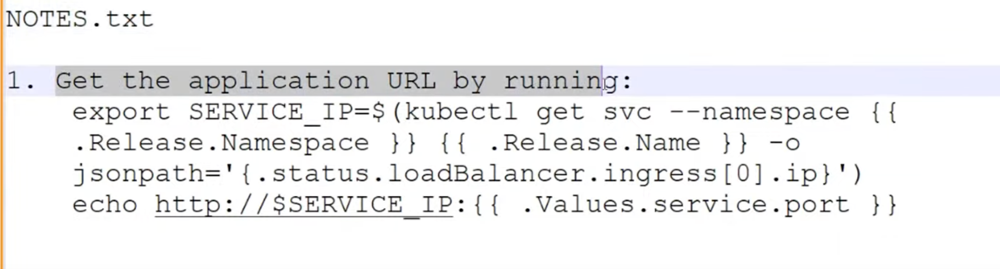 NOTES.txt
1. Get the application URL by running:
export SERVICE_IP=$(kubectl get svc --namespace {{
.Release.Namespace }} {{ .Release.Name }} -o
jsonpath='{.status.loadBalancer.ingress[0].ip}')
echo http://$SERVICE_IP:{{ .Values.service.port }}